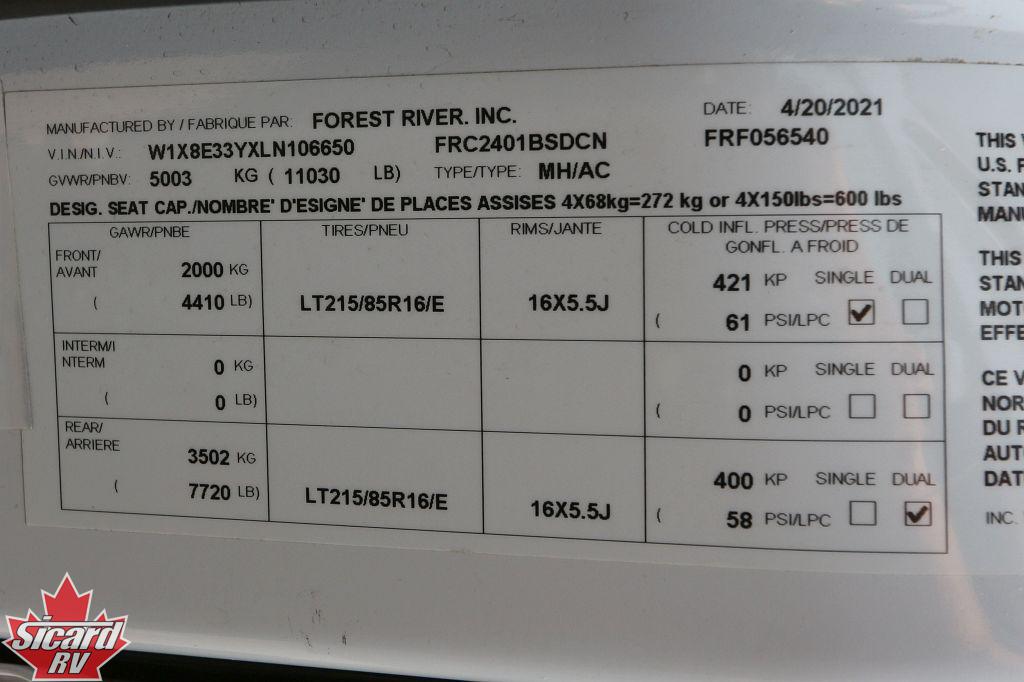 MANUFACTURED BY / FABRIQUE PAR: FOREST RIVER. INC. DATE: 4/20/2021
V.I.N./N.I.V.: W1X8E33YXLN106650 FRC2401BSDCN FRF056540
GVWR/PNBV: 5003 KG ( 11030 LB) TYPE/TYPE: MH/AC
DESIG. SEAT CAP./NOMBRE' D'ESIGNE' DE PLACES ASSISES 4X68kg=272 kg or 4X150lbs=600 lbs
GAWR/PNBE TIRES/PNEU RIMS/JANTE COLD INFL. PRESS/PRESS DE
GONFL. A FROID
FRONT/
AVANT 2000 KG 421 KP SINGLE DUAL
( 4410 LB) LT215/85R16/E 16X5.5J ( 61 PSI/LPC
INTERM/I
NTERM 0 KG 0 KP SINGLE DUAL
( 0 LB) ( 0 PSI/LPC
REAR/
ARRIERE 3502 KG 400 KP SINGLE DUAL
( 7720 LB) LT215/85R16/E 16X5.5J ( 58 PSI/LPC
THIS
U.S.
STAN
MANU
THIS
STAN
MOT
EFFE
CE V
NOR
DU
AUT
DAT
INC.
Sicard
RV